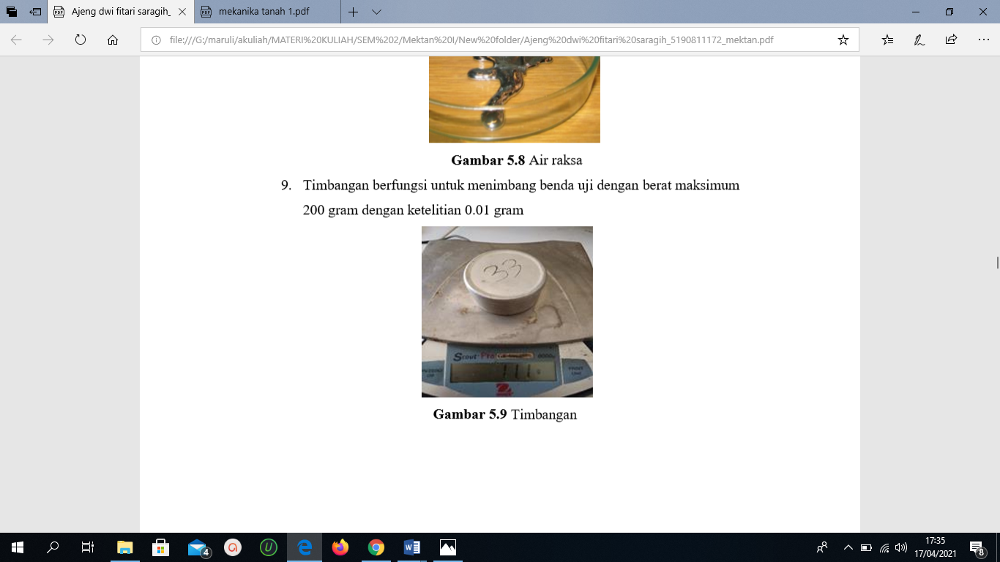 Ajeng dwi fitari saragih_
mekanika tanah 1.pdf
file:///G:/maruli/akuliah/MATERI%20KULIAH/SEM%202/Mektan%20I/New%20folder/Ajeng%20dwi%20fitari%20saragih_5190811172_mektan.pdf
Gambar 5.8 Air raksa
9. Timbangan berfungsi untuk menimbang benda uji dengan berat maksimum
200 gram dengan ketelitian 0.01 gram
33
Scout Pro
Gambar 5.9 Timbangan
4
17:35
17/04/2021
8